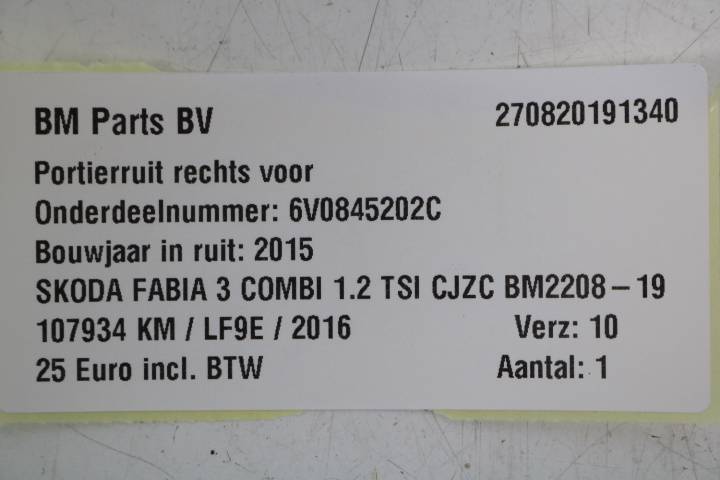 BM Parts BV 270820191340
Portierruit rechts voor
Onderdeelnummer: 6V0845202C
Bouwjaar in ruit: 2015
SKODA FABIA 3 COMBI 1.2 TSI CJZC BM2208-19
107934 KM / LF9E / 2016 Verz: 10
25 Euro incl. BTW Aantal: 1